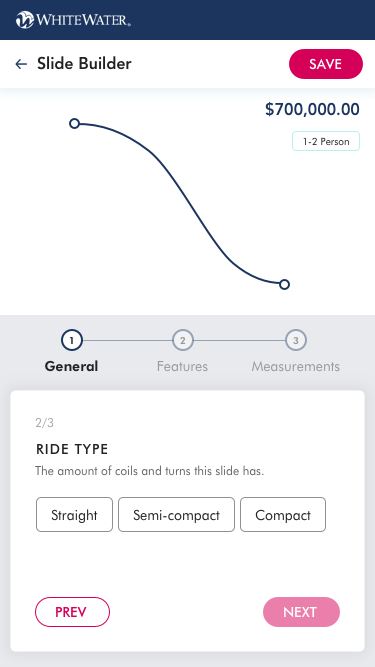 WHITEWATER®
← Slide Builder
SAVE
$700,000.00
1-2 Person
1
2
3
General
Features
Measurements
2/3
RIDE TYPE
The amount of coils and turns this slide has.
Straight
Semi-compact
Compact
PREV
NEXT